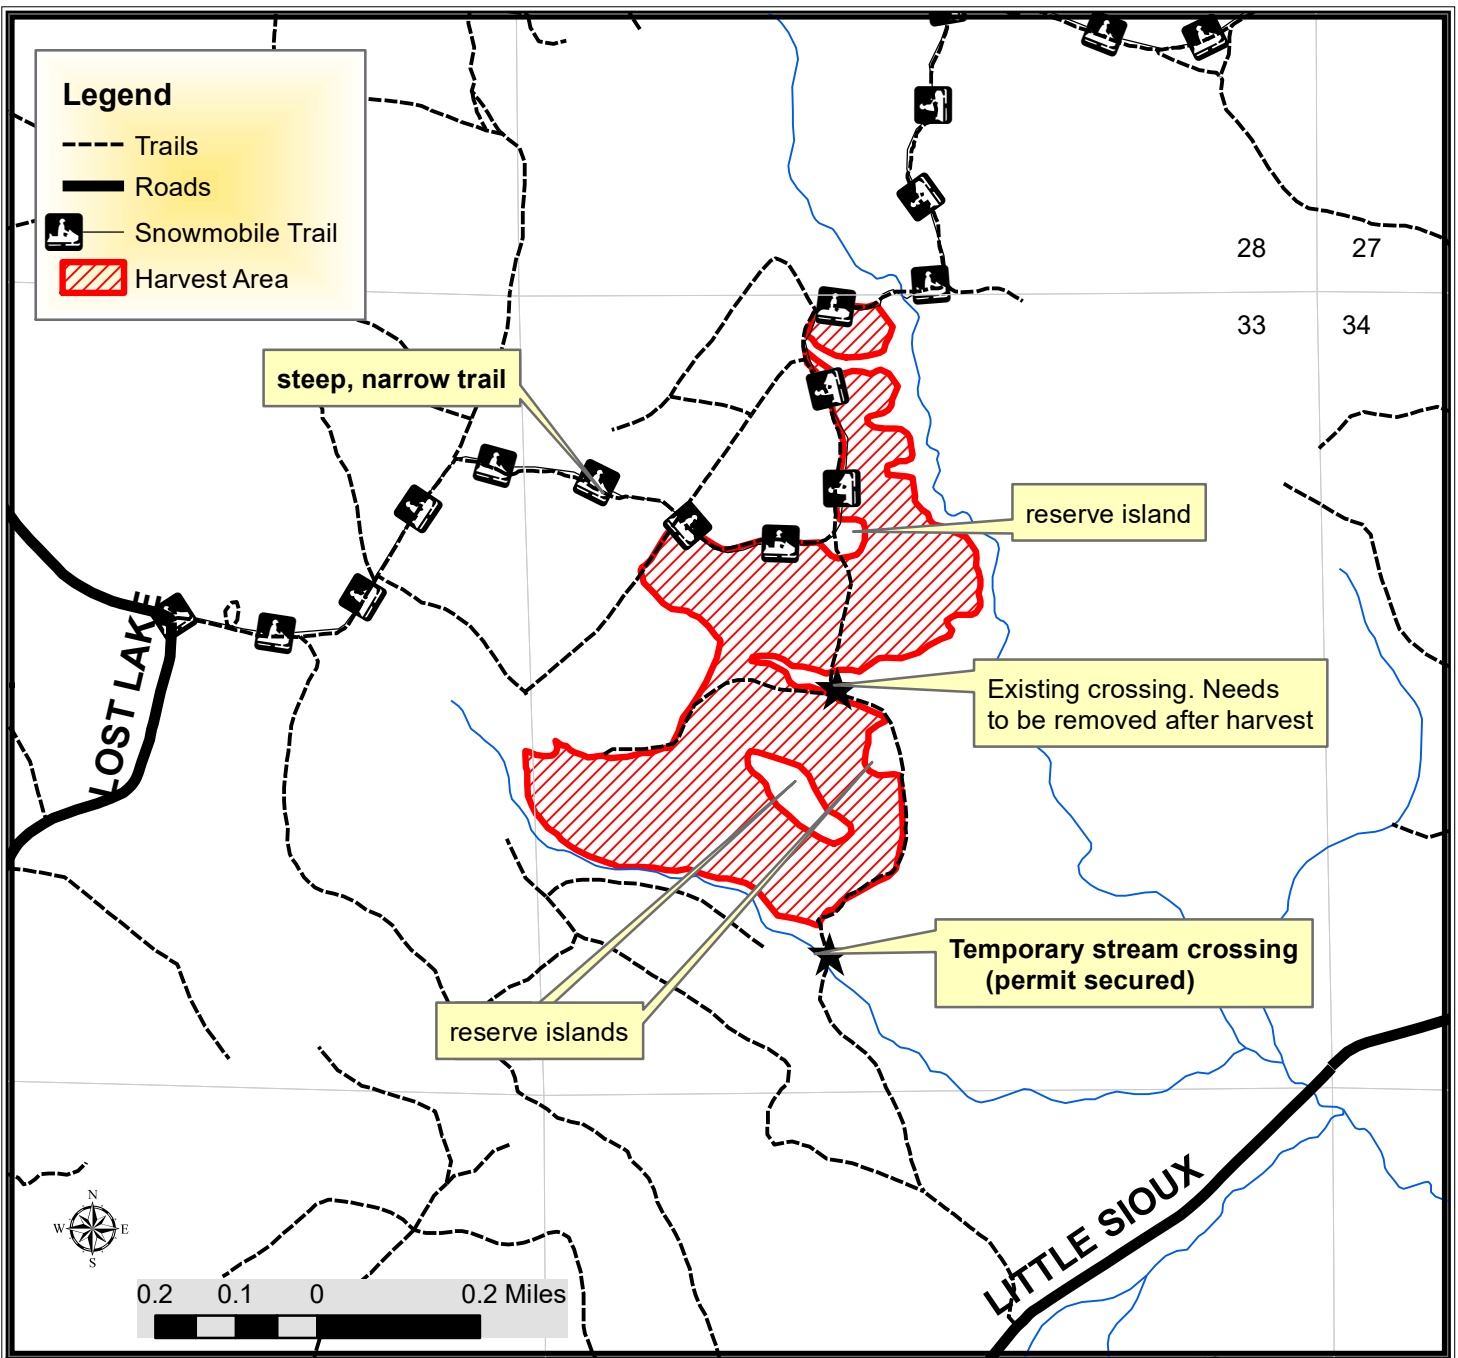 Legend
Trails
Roads
Snowmobile Trail
Harvest Area
28 27
33 34
steep, narrow trail
reserve island
LOST LAKE
Existing crossing. Needs
to be removed after harvest
Temporary stream crossing
(permit secured)
reserve islands
LITTLE SIOUX
N
W E
S
0.2 0.1 0 0.2 Miles